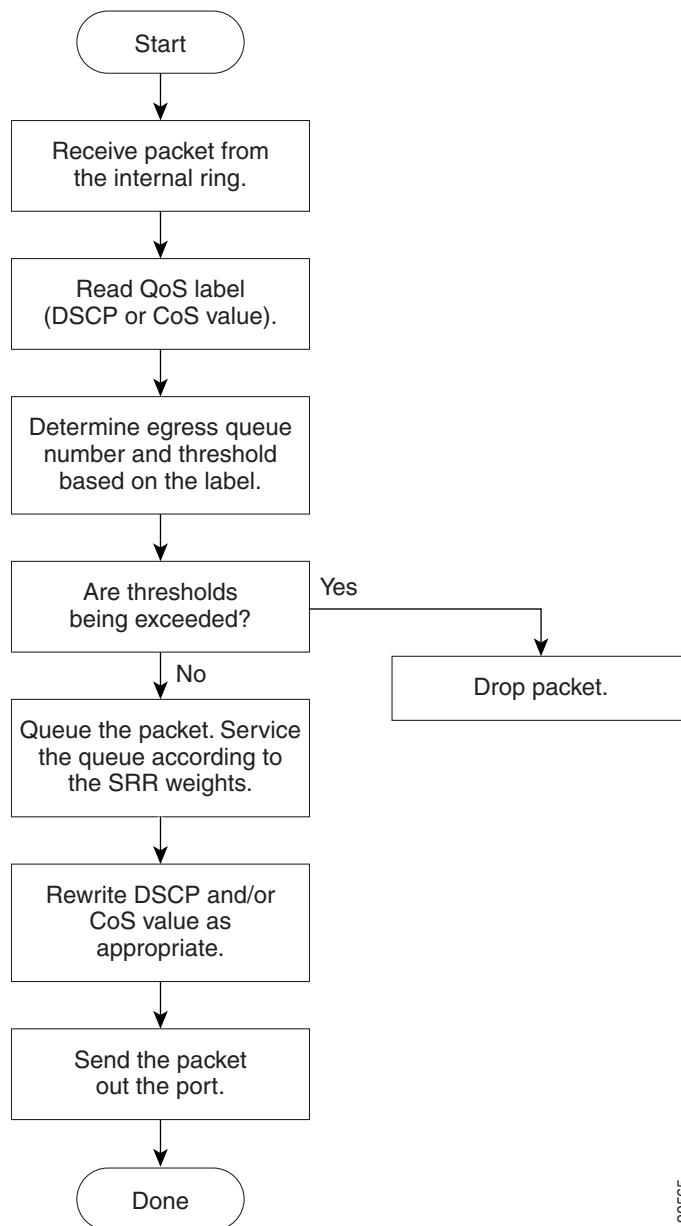 Start
Receive packet from
the internal ring.
Read QoS label
(DSCP or CoS value).
Determine egress queue
number and threshold
based on the label.
Are thresholds
being exceeded?
Yes
No
Drop packet.
Queue the packet. Service
the queue according to
the SRR weights.
Rewrite DSCP and/or
CoS value as
appropriate.
Send the packet
out the port.
Done